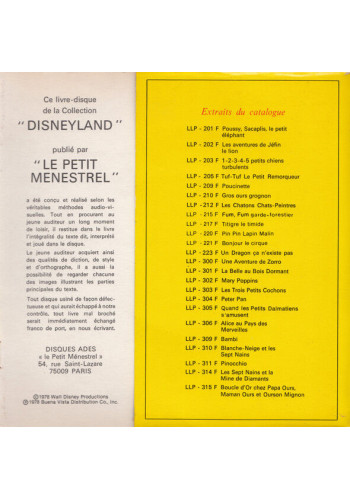 Ce livre-disque
de la Collection
" DISNEYLAND "
publié par
" LE PETIT
MENESTREL "
a été conçu et réalisé selon les
véritables méthodes audio-vi-
suelles. Tout en procurant au
jeune auditeur un long moment
de loisir, il restitue dans le livre
l'intégralité du texte dit, interprété
et joué dans le disque.
Le jeune auditeur acquiert ainsi
des qualités de diction, de style
et d'orthographe, il a aussi la
possibilité de regarder chacune
des images illustrant les parties
principales du texte.
Tout disque usiné de façon défec-
tueuse et qui aurait échappé à notre
contrôle, tout livre mal broché
serait immédiatement échangé
franco de port, en nous écrivant.
DISQUES ADES
« le Petit Ménestrel »
54, rue Saint-Lazare
75009 PARIS
©1978 Walt Disney Productions.
℗1978 Buena Vista Distribution Co., Inc.
Extraits du catalogue
LLP - 201 F Poussy, Sacaplis, le petit
éléphant
LLP - 202 F Les aventures de Jéfin
le lion
LLP - 203 F 1-2-3-4-5 petits chiens
turbulents
LLP - 205 F Tuf-Tuf Le Petit Remorqueur
LLP - 209 F Poucinette
LLP - 210 F Gros ours grognon
LLP - 212 F Les Chatons Chats-Peintres
LLP - 215 F Fum, Fum garde-forestier
LLP - 217 F Titigre le timide
LLP - 220 F Pin Pin Lapin Malin
LLP - 221 F Bonjour le cirque
LLP - 223 F Un Dragon ça n'existe pas
LLP - 300 F Une Aventure de Zorro
LLP - 301 F La Belle au Bois Dormant
LLP - 302 F Mary Poppins
LLP - 303 F Les Trois Petits Cochons
LLP - 304 F Peter Pan
LLP - 305 F Quand les Petits Dalmatiens
s'amusent
LLP - 306 F Alice au Pays des
Merveilles
LLP - 309 F Bambi
LLP - 310 F Blanche-Neige et les
Sept Nains
LLP - 311 F Pinocchio
LLP - 314 F Les Sept Nains et la
Mine de Diamants
LLP - 315 F Boucle d'Or chez Papa Ours,
Maman Ours et Ourson Mignon